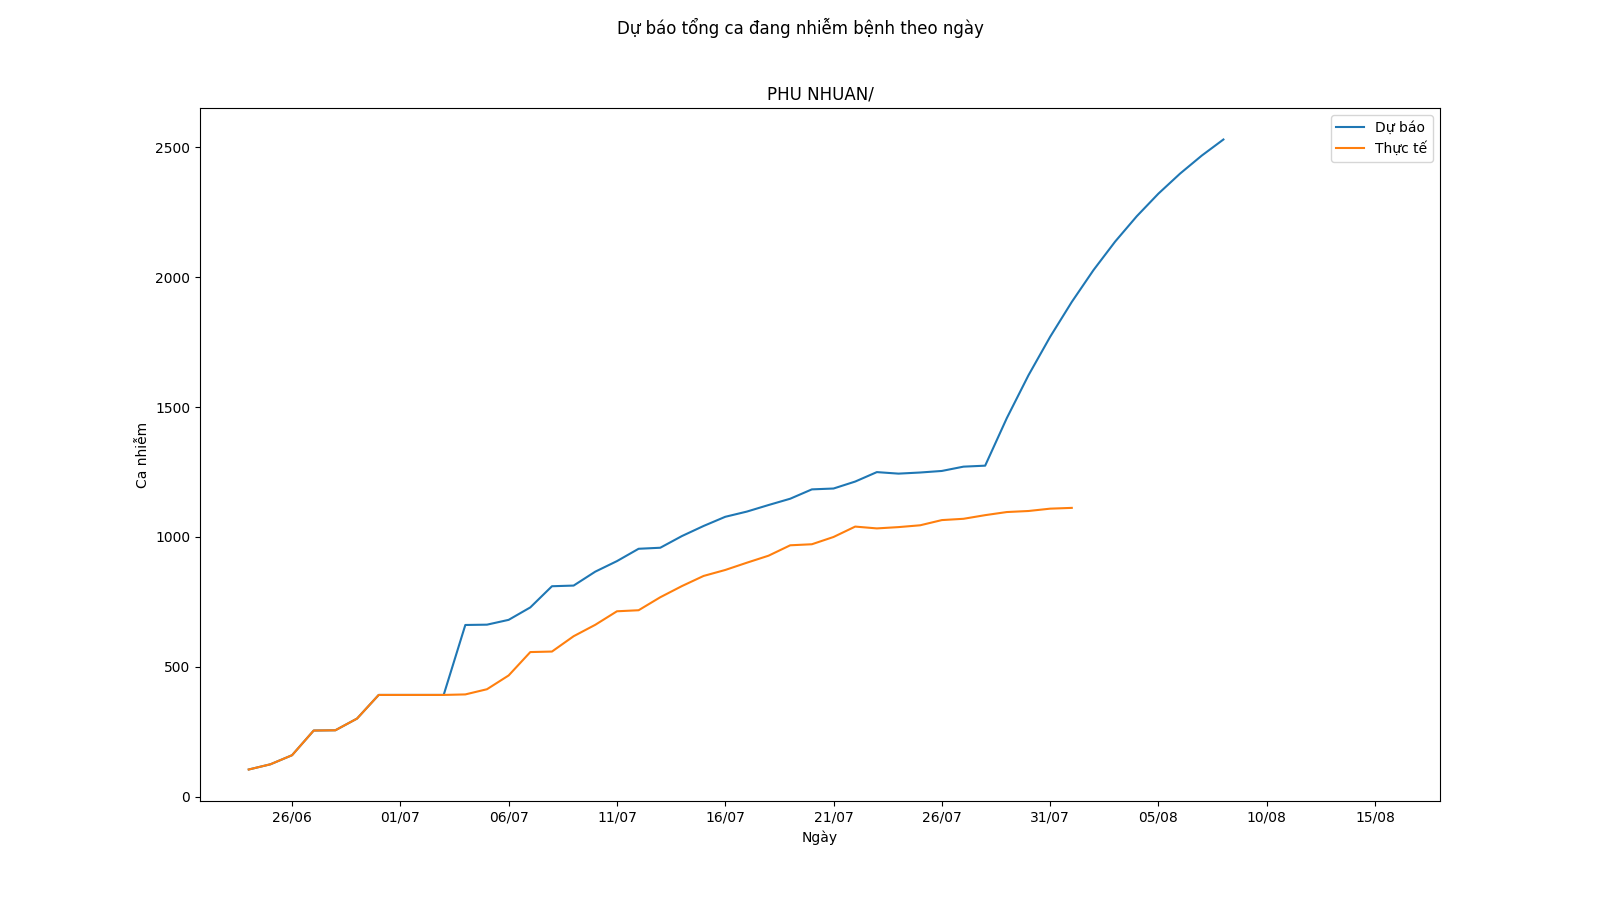 Dự báo tổng ca đang nhiễm bệnh theo ngày
PHU NHUAN/
Dự báo
Thực tế
2500
2000
1500
1000
500
0
Ca nhiễm
26/06 01/07 06/07 11/07 16/07 21/07 26/07 31/07 05/08 10/08 15/08
Ngày